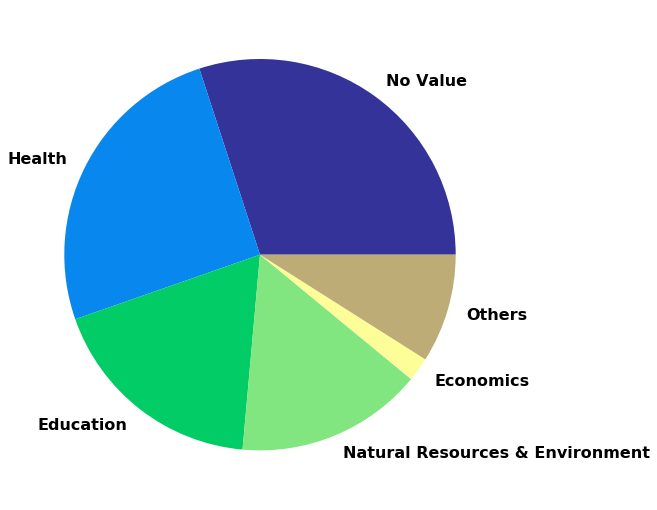 No Value
Health
Others
Economics
Education
Natural Resources & Environment